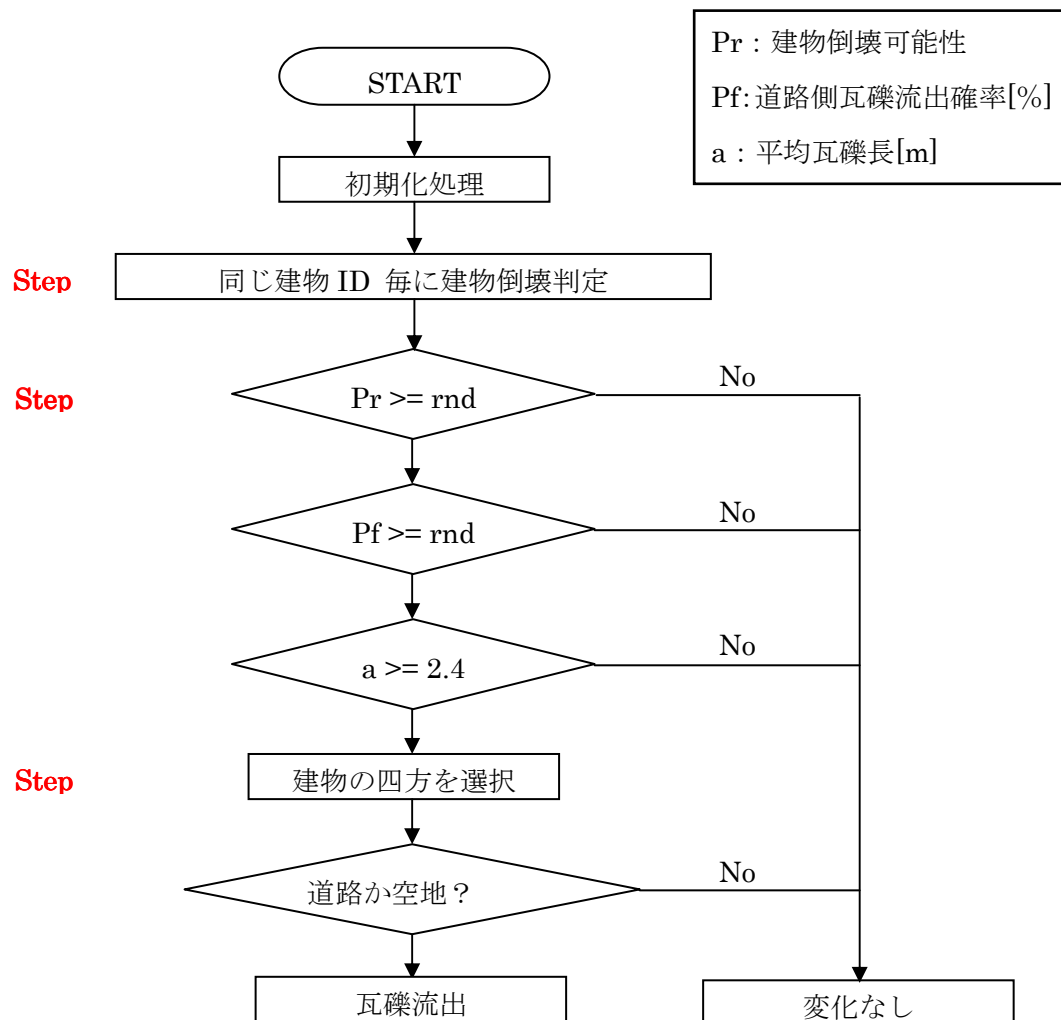 Pr：建物倒壊可能性
Pf：道路側瓦礫流出確率[%]
a：平均瓦礫長[m]
START
初期化処理
Step
同じ建物 ID 毎に建物倒壊判定
Step
Pr >= rnd
No
Pf >= rnd
No
a >= 2.4
No
Step
建物の四方を選択
道路か空地？
No
瓦礫流出
変化なし